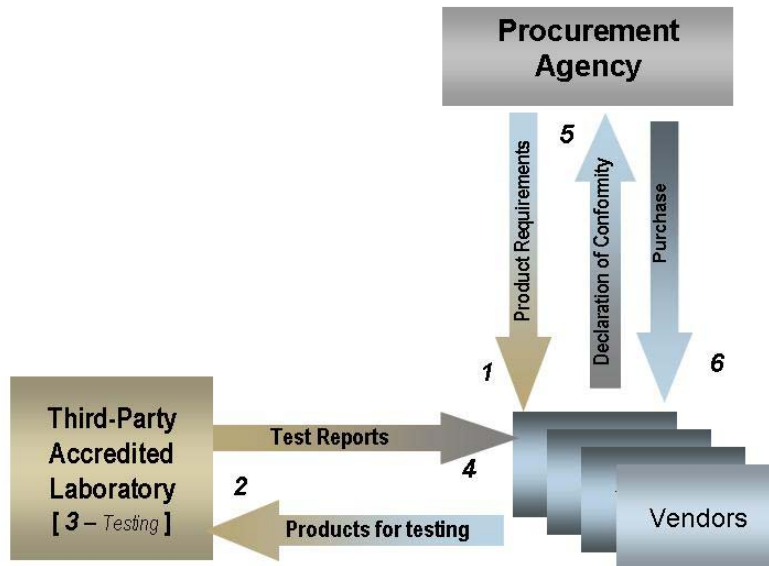 Procurement
Agency
5
Product Requirements
Declaration of Conformity
Purchase
1
6
Third-Party
Accredited
Laboratory
[ 3 – Testing ]
Test Reports
4
2
Products for testing
Vendors